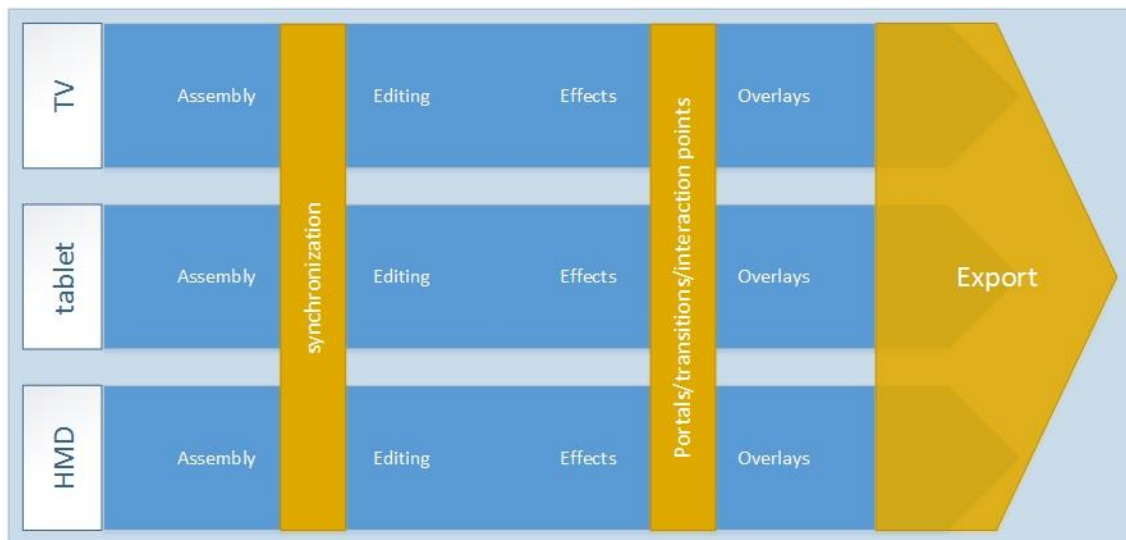 TV
Assembly
Editing
Effects
Overlays
synchronization
Portals/transitions/interaction points
tablet
Assembly
Editing
Effects
Overlays
Export
HMD
Assembly
Editing
Effects
Overlays